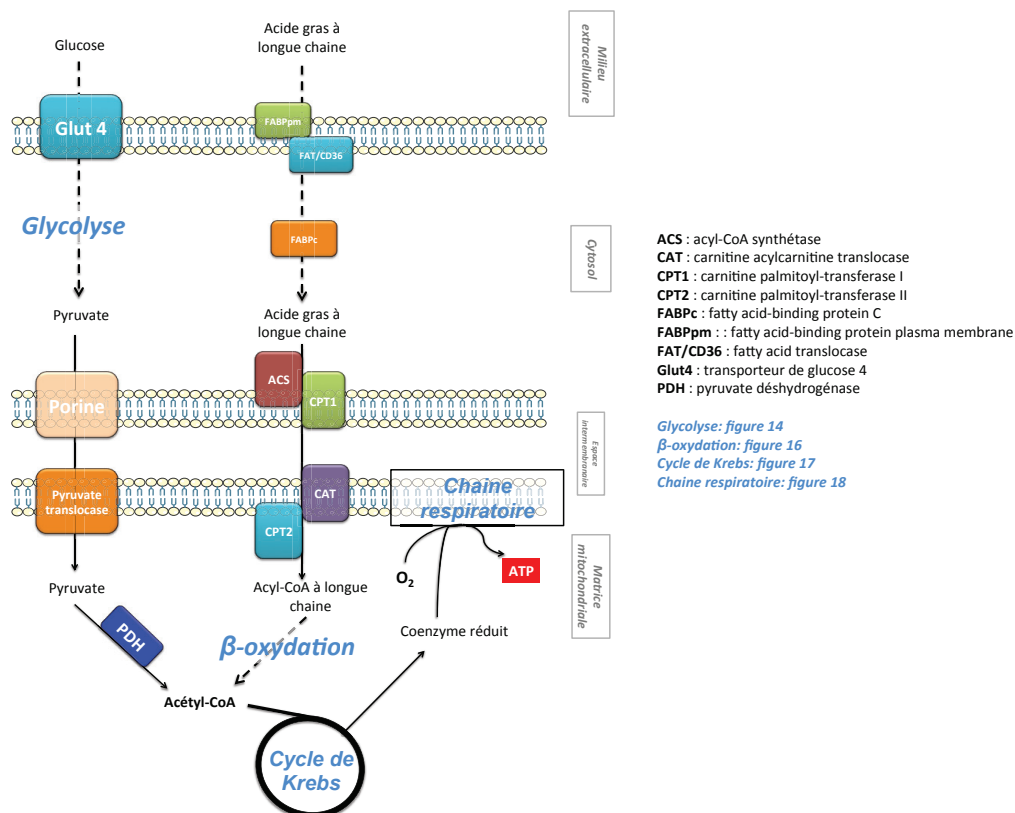 Glucose
Acide gras à
longue chaine
Milieu
extracellulaire
Glut 4
FABPpm
FAT/CD36
Glycolyse
FABPc
Cytosol
Pyruvate
Acide gras à
longue chaine
ACS
CPT1
Porine
Espace
intermembranaire
Pyruvate
translocase
CAT
CPT2
Chaine
respiratoire
O₂
ATP
Matrice
mitochondriale
Pyruvate
Acyl-CoA à longue
chaine
PDH
β-oxydation
Coenzyme réduit
Acétyl-CoA
Cycle de
Krebs
ACS : acyl-CoA synthétase
CAT : carnitine acylcarnitine translocase
CPT1 : carnitine palmitoyl-transferase I
CPT2 : carnitine palmitoyl-transferase II
FABPc : fatty acid-binding protein C
FABPpm : : fatty acid-binding protein plasma membrane
FAT/CD36 : fatty acid translocase
Glut4 : transporteur de glucose 4
PDH : pyruvate déshydrogénase
Glycolyse: figure 14
β-oxydation: figure 16
Cycle de Krebs: figure 17
Chaine respiratoire: figure 18